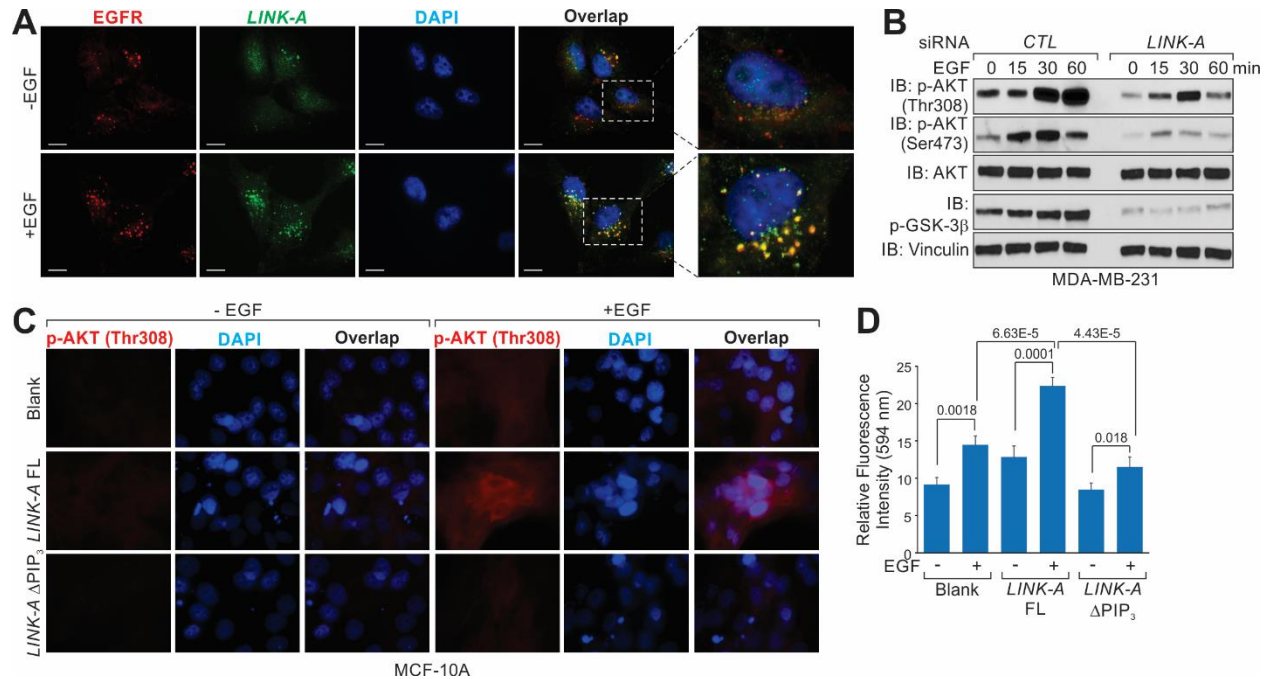 A
EGFR LINK-A DAPI Overlap
-EGF
+EGF
B
siRNA CTL LINK-A
EGF 0 15 30 60 0 15 30 60 min
IB: p-AKT
(Thr308)
IB: p-AKT
(Ser473)
IB: AKT
IB:
p-GSK-3β
IB: Vinculin
MDA-MB-231
C
- EGF +EGF
p-AKT (Thr308) DAPI Overlap p-AKT (Thr308) DAPI Overlap
Blank
LINK-A FL
LINK-A ΔPIP₃
MCF-10A
D
6.63E-5 4.43E-5
0.0001
0.0018
0.018
Relative Fluorescence
Intensity (594 nm)
25
20
15
10
5
0
EGF - + - + - +
Blank LINK-A LINK-A
FL ΔPIP₃